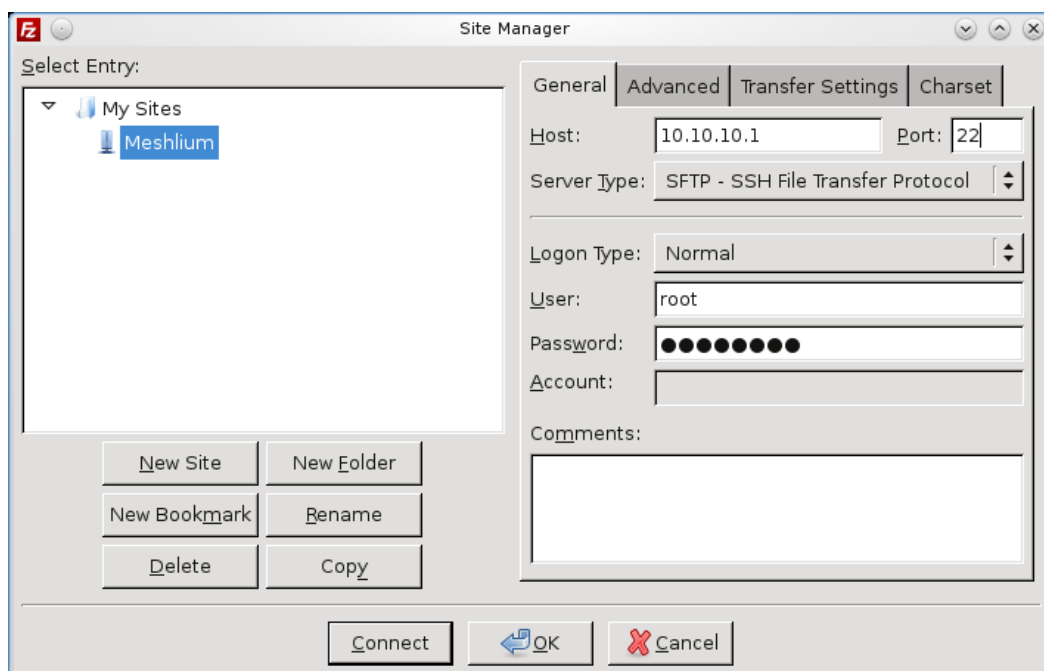 Fz
Site Manager
Select Entry:
My Sites
Meshlium
New Site New Folder
New Bookmark Rename
Delete Copy
General Advanced Transfer Settings Charset
Host: 10.10.10.1 Port: 22
Server Type: SFTP - SSH File Transfer Protocol
Logon Type: Normal
User: root
Password: ●●●●●●●●
Account:
Comments:
Connect OK Cancel